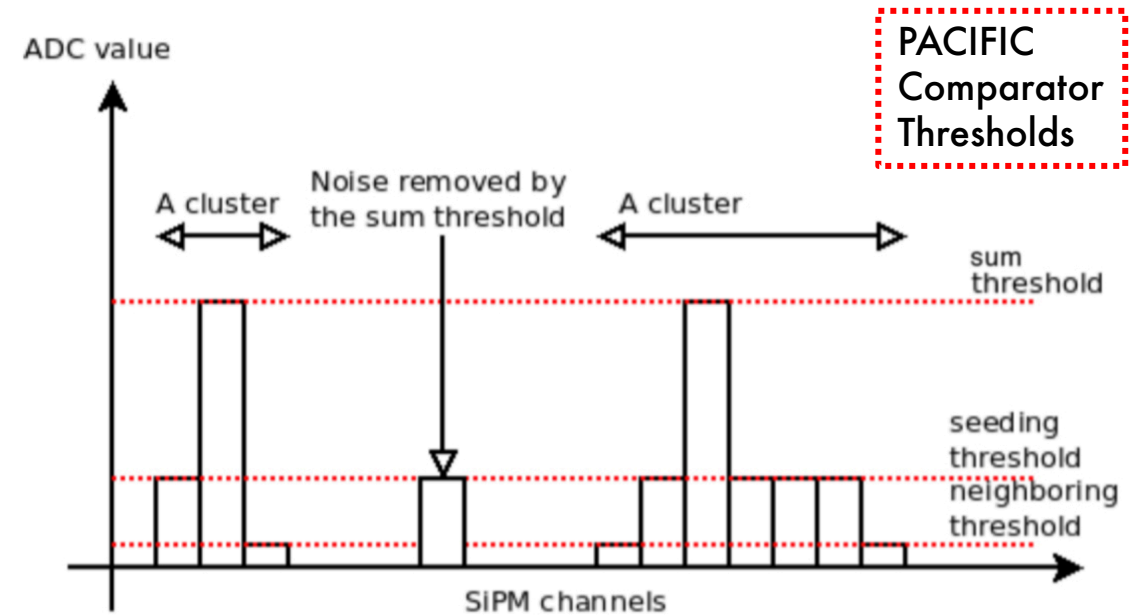 ADC value
PACIFIC
Comparator
Thresholds
Noise removed by
the sum threshold
A cluster
A cluster
sum
threshold
seeding
threshold
neighboring
threshold
SiPM channels